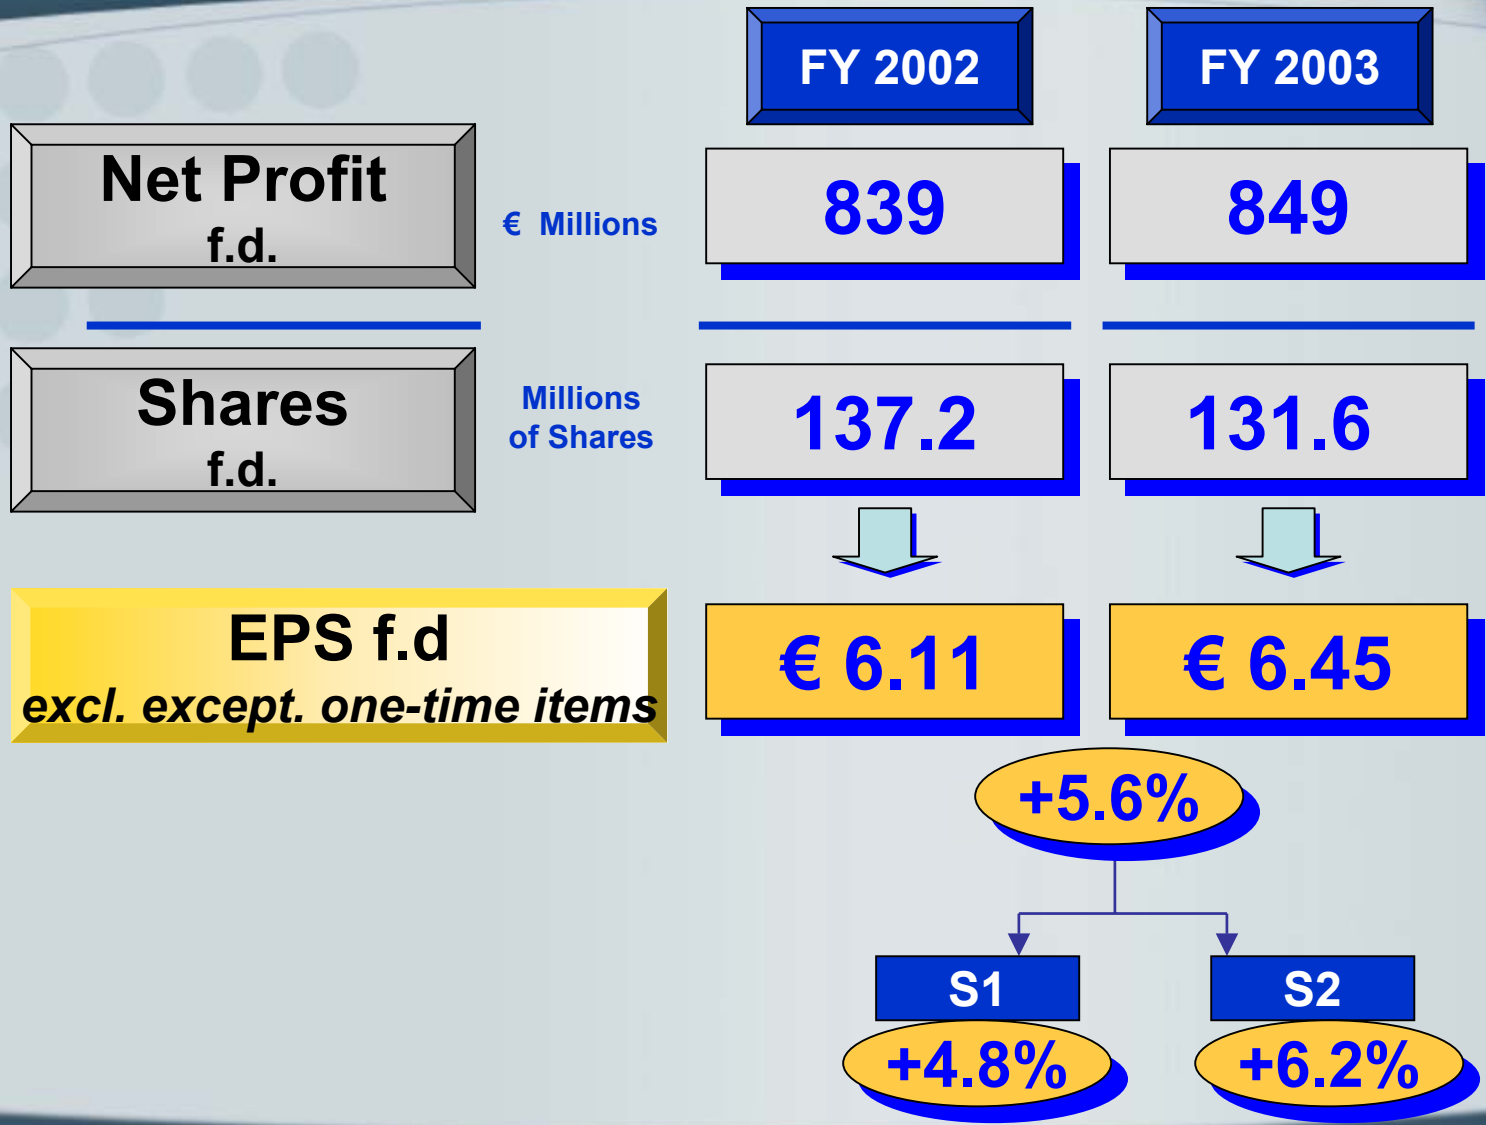 FY 2002
FY 2003
Net Profit
f.d.
€ Millions
839
849
Shares
f.d.
Millions
of Shares
137.2
131.6
EPS f.d
excl. except. one-time items
€ 6.11
€ 6.45
+5.6%
S1
S2
+4.8%
+6.2%